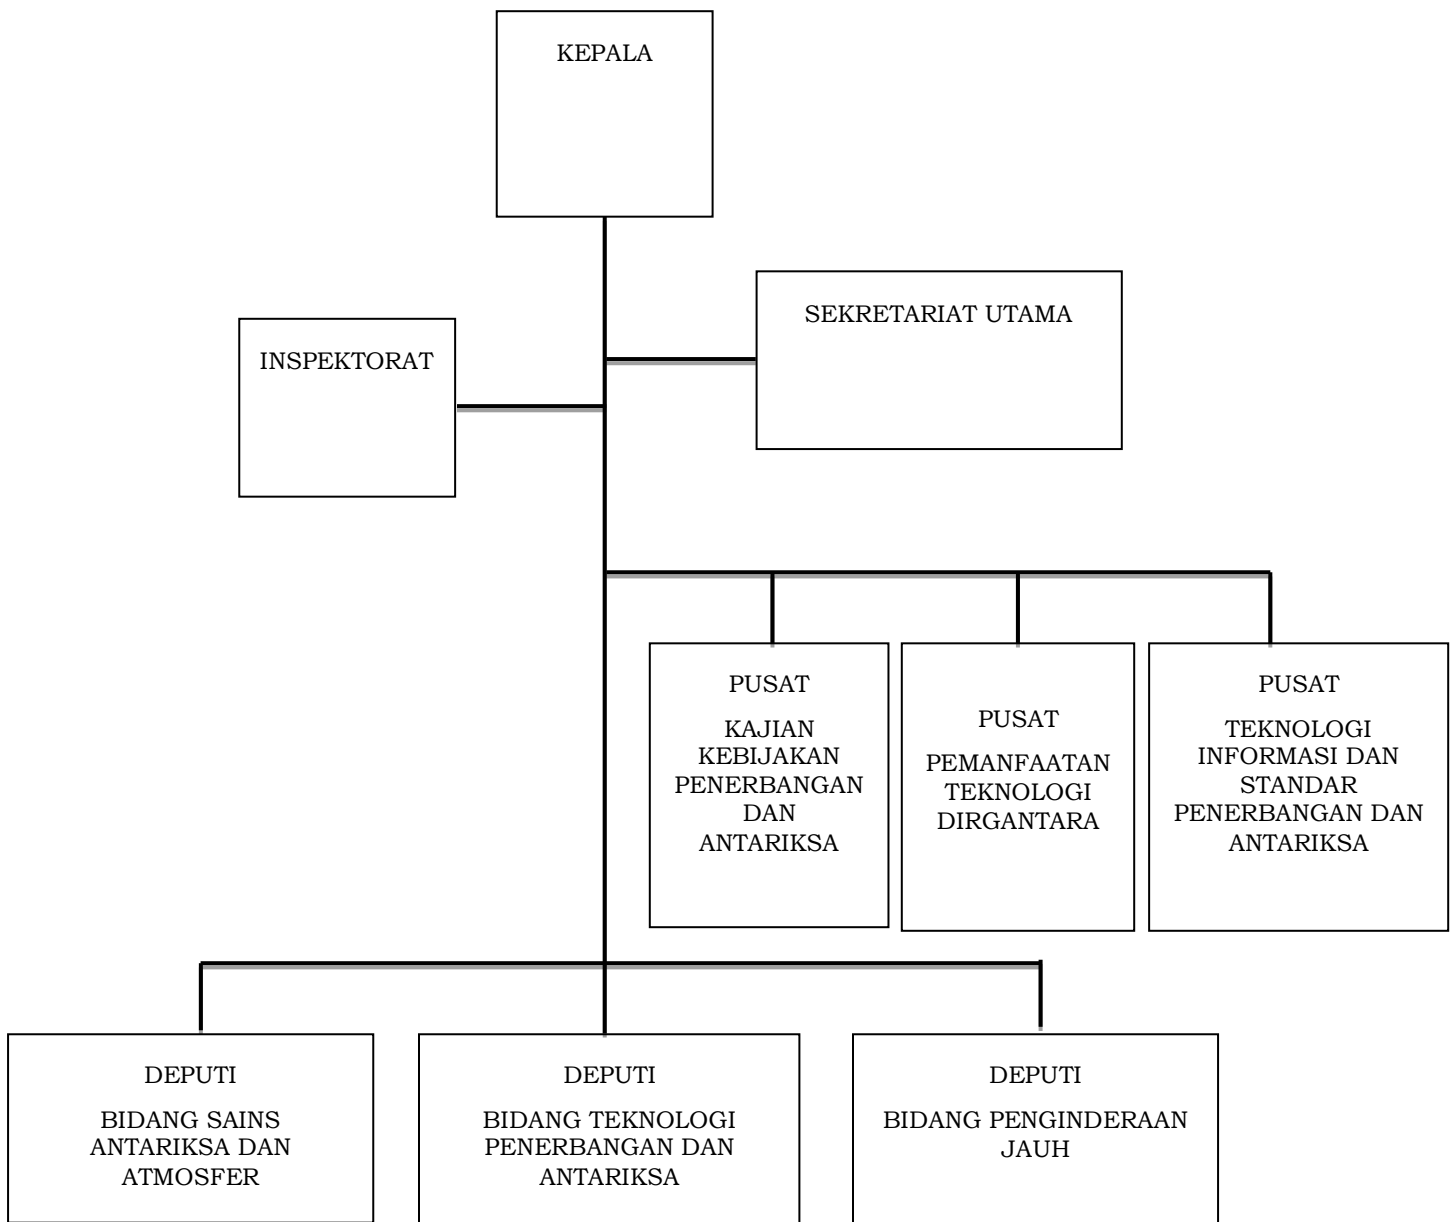 KEPALA
SEKRETARIAT UTAMA
INSPEKTORAT
PUSAT
KAJIAN
KEBIJAKAN
PENERBANGAN
DAN
ANTARIKSA
PUSAT
PEMANFAATAN
TEKNOLOGI
DIRGANTARA
PUSAT
TEKNOLOGI
INFORMASI DAN
STANDAR
PENERBANGAN DAN
ANTARIKSA
DEPUTI
BIDANG SAINS
ANTARIKSA DAN
ATMOSFER
DEPUTI
BIDANG TEKNOLOGI
PENERBANGAN DAN
ANTARIKSA
DEPUTI
BIDANG PENGINDERAAN
JAUH